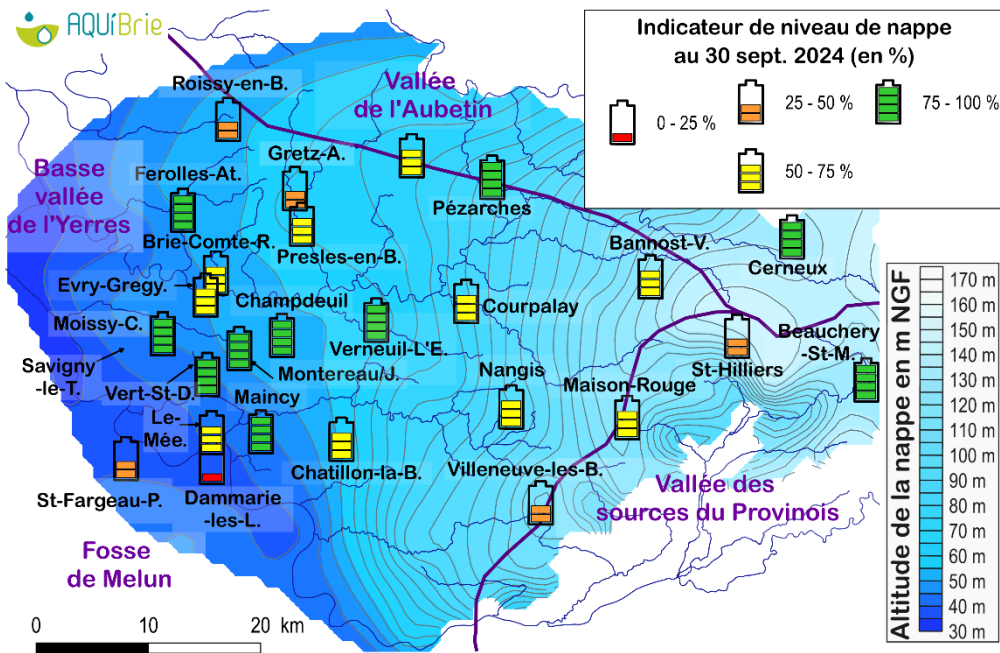 AQUíBrie
Indicateur de niveau de nappe
au 30 sept. 2024 (en %)
0 - 25 %
25 - 50 %
75 - 100 %
50 - 75 %
Roissy-en-B.
Vallée
de l'Aubetin
Gretz-A.
Basse
vallée
de l'Yerres
Ferolles-At.
Pézarches
Brie-Comte-R.
Presles-en-B.
Bannost-V.
Cerneux
Evry-Gregy.
Champdeuil
Courpalay
Moissy-C.
Verneuil-L'E.
Beauchery
-St-M.
Savigny
-le-T.
Montereau/J.
St-Hilliers
Vert-St-D.
Maincy
Nangis
Maison-Rouge
Le-
Mée.
Chatillon-la-B.
Villeneuve-les-B.
St-Fargeau-P.
Dammarie
-les-L.
Vallée des
sources du Provinois
Fosse
de Melun
0 10 20 km
Altitude de la nappe en m NGF
170 m
160 m
150 m
140 m
130 m
120 m
110 m
100 m
90 m
80 m
70 m
60 m
50 m
40 m
30 m